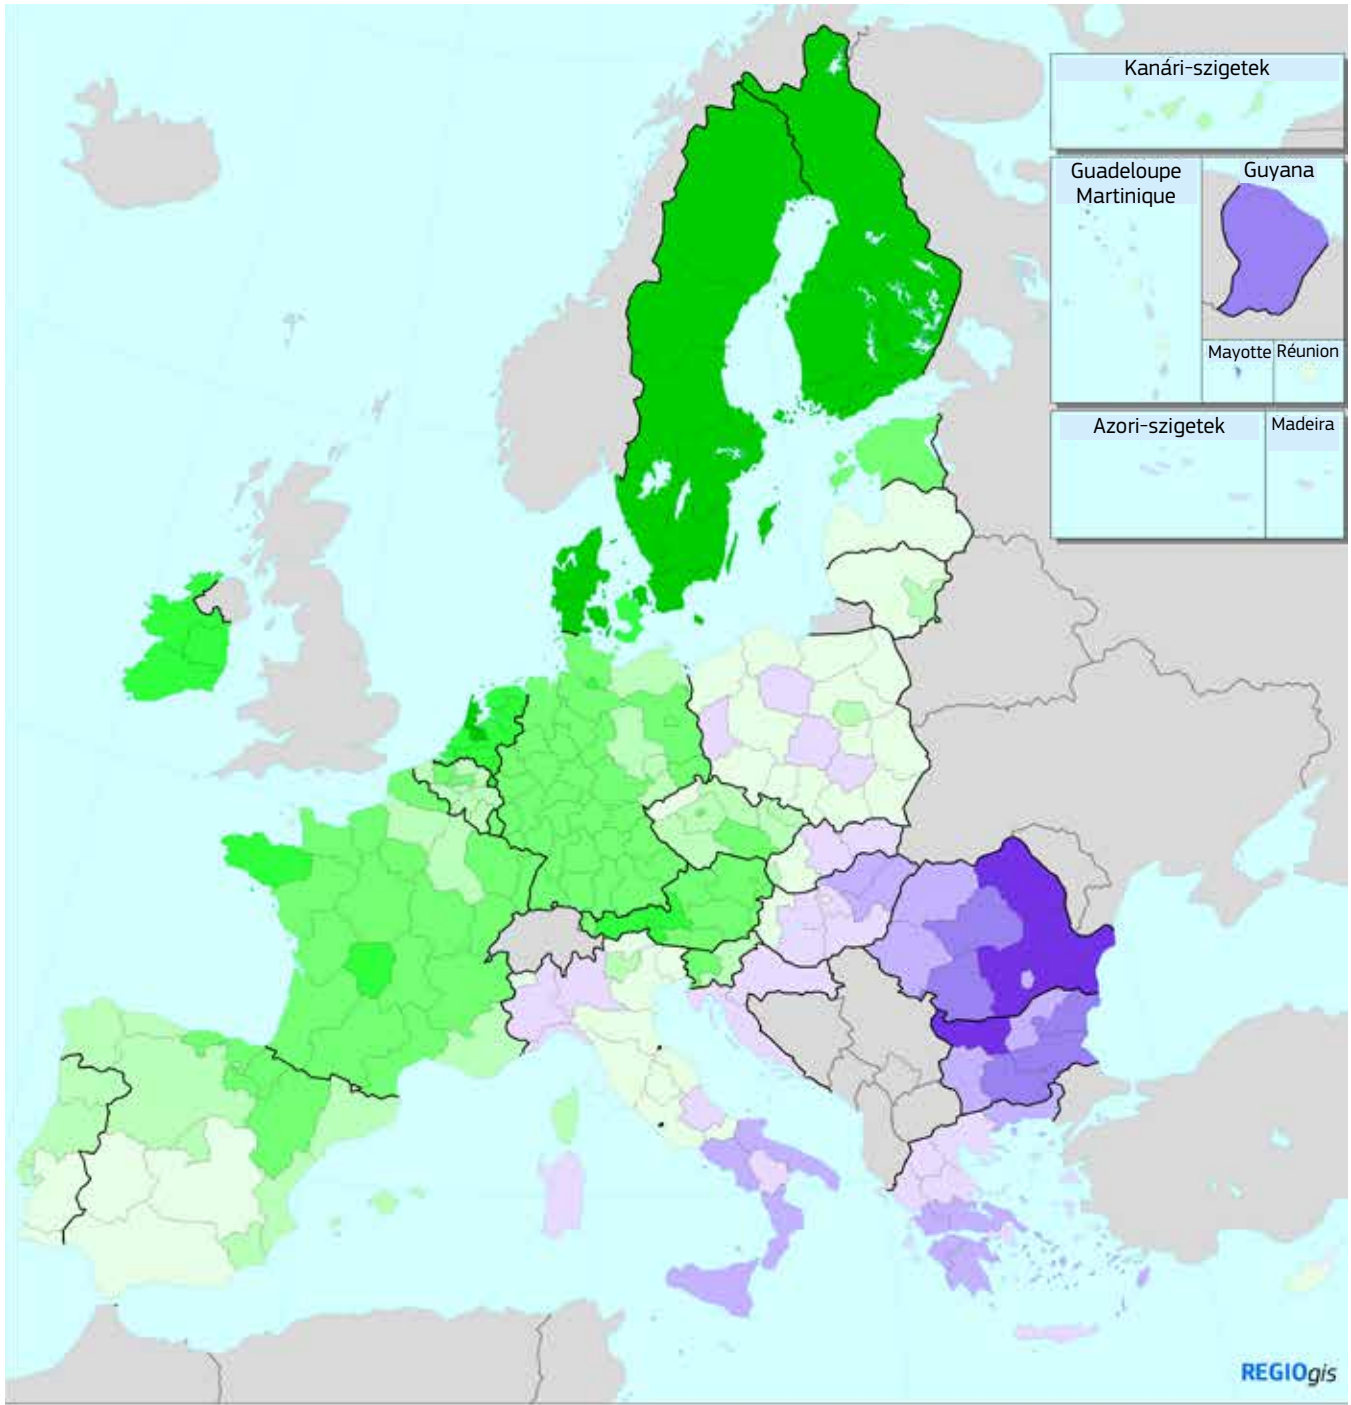 Kanári-szigetek
Guadeloupe
Martinique
Guyana
Mayotte
Réunion
Azori-szigetek
Madeira
REGIOgis